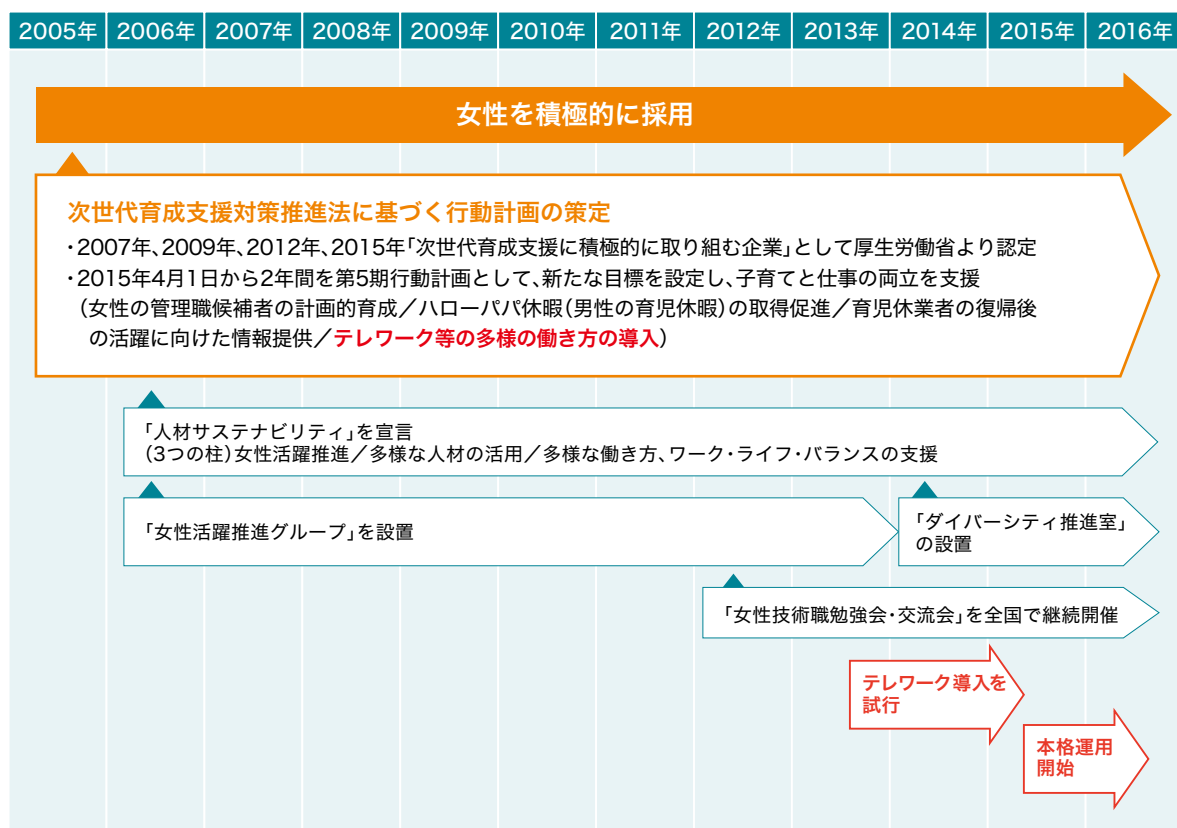 2005年 2006年 2007年 2008年 2009年 2010年 2011年 2012年 2013年 2014年 2015年 2016年
女性を積極的に採用
次世代育成支援対策推進法に基づく行動計画の策定
・2007年、2009年、2012年、2015年「次世代育成支援に積極的に取り組む企業」として厚生労働省より認定
・2015年4月1日から2年間を第5期行動計画として、新たな目標を設定し、子育てと仕事の両立を支援
（女性の管理職候補者の計画的育成／ハローパパ休暇（男性の育児休暇）の取得促進／育児休業者の復帰後
の活躍に向けた情報提供／テレワーク等の多様の働き方の導入）
「人材サステナビリティ」を宣言
（3つの柱）女性活躍推進／多様な人材の活用／多様な働き方、ワーク・ライフ・バランスの支援
「女性活躍推進グループ」を設置
「ダイバーシティ推進室」
の設置
「女性技術職勉強会・交流会」を全国で継続開催
テレワーク導入を
試行
本格運用
開始